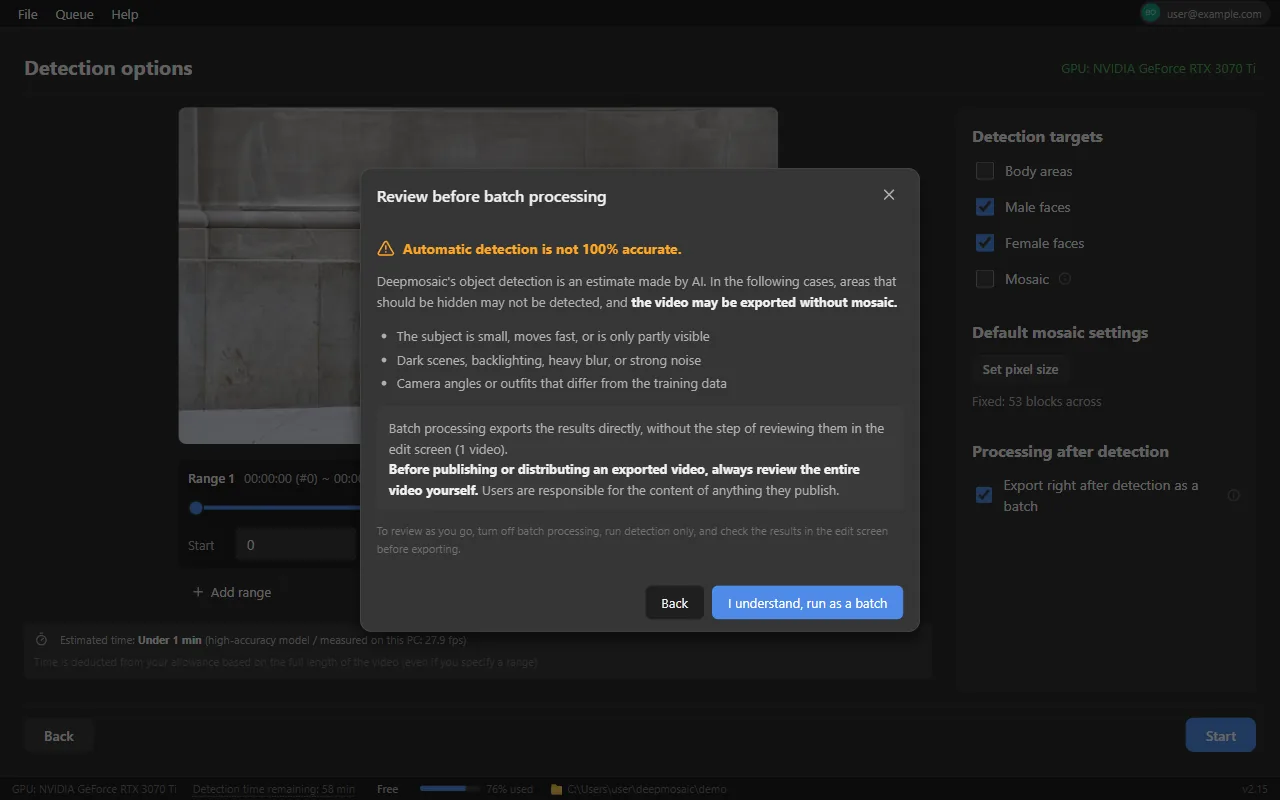 File Queue Help
user@example.com
Detection options
GPU: NVIDIA GeForce RTX 3070 Ti
Review before batch processing
Automatic detection is not 100% accurate.
Deepmosaic's object detection is an estimate made by AI. In the following cases, areas that
should be hidden may not be detected, and the video may be exported without mosaic.
• The subject is small, moves fast, or is only partly visible
• Dark scenes, backlighting, heavy blur, or strong noise
• Camera angles or outfits that differ from the training data
Batch processing exports the results directly, without the step of reviewing them in the
edit screen (1 video).
Before publishing or distributing an exported video, always review the entire
video yourself. Users are responsible for the content of anything they publish.
To review as you go, turn off batch processing, run detection only, and check the results in the edit screen
before exporting.
Back
I understand, run as a batch
Detection targets
Body areas
Male faces
Female faces
Mosaic
Default mosaic settings
Set pixel size
Fixed: 53 blocks across
Processing after detection
Export right after detection as a
batch
Range 1 00:00:00 (#0) ~ 00:00
Start 0
+ Add range
Estimated time: Under 1 min (high-accuracy model / measured on this PC: 27.9 fps)
Time is deducted from your allowance based on the full length of the video (even if you specify a range)
Back
Start
GPU: NVIDIA GeForce RTX 3070 Ti
Detection time remaining: 58 min
Free
76% used
C:\Users\user\deepmosaic\demo
v2.15